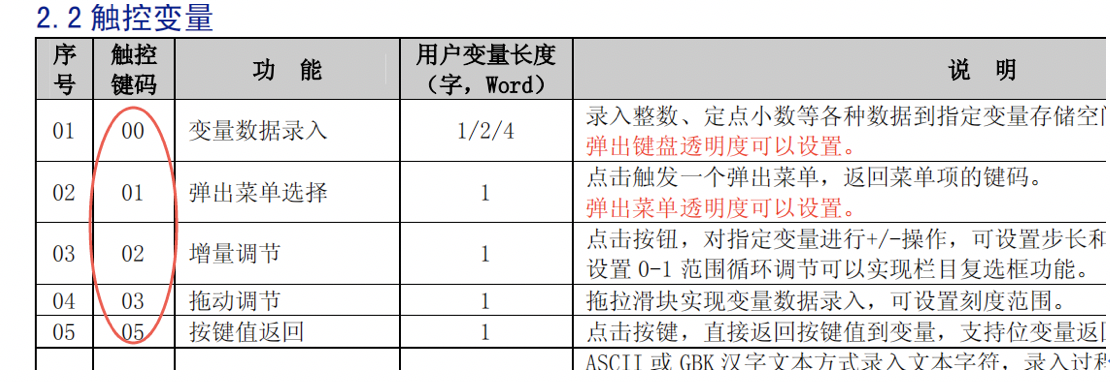 2.2 触控变量
序号 触控键码 功 能 用户变量长度（字，Word） 说 明
01 00 变量数据录入 1/2/4 录入整数、定点小数等各种数据到指定变量存储空
弹出键盘透明度可以设置。
02 01 弹出菜单选择 1 点击触发一个弹出菜单，返回菜单项的键码。
弹出菜单透明度可以设置。
03 02 增量调节 1 点击按钮，对指定变量进行+/-操作，可设置步长和
设置 0-1 范围循环调节可以实现栏目复选框功能。
04 03 拖动调节 1 拖拉滑块实现变量数据录入，可设置刻度范围。
05 05 按键值返回 1 点击按键，直接返回按键值到变量，支持位变量返
ASCII 或 GBK 汉字文本方式录入文本字符，录入过